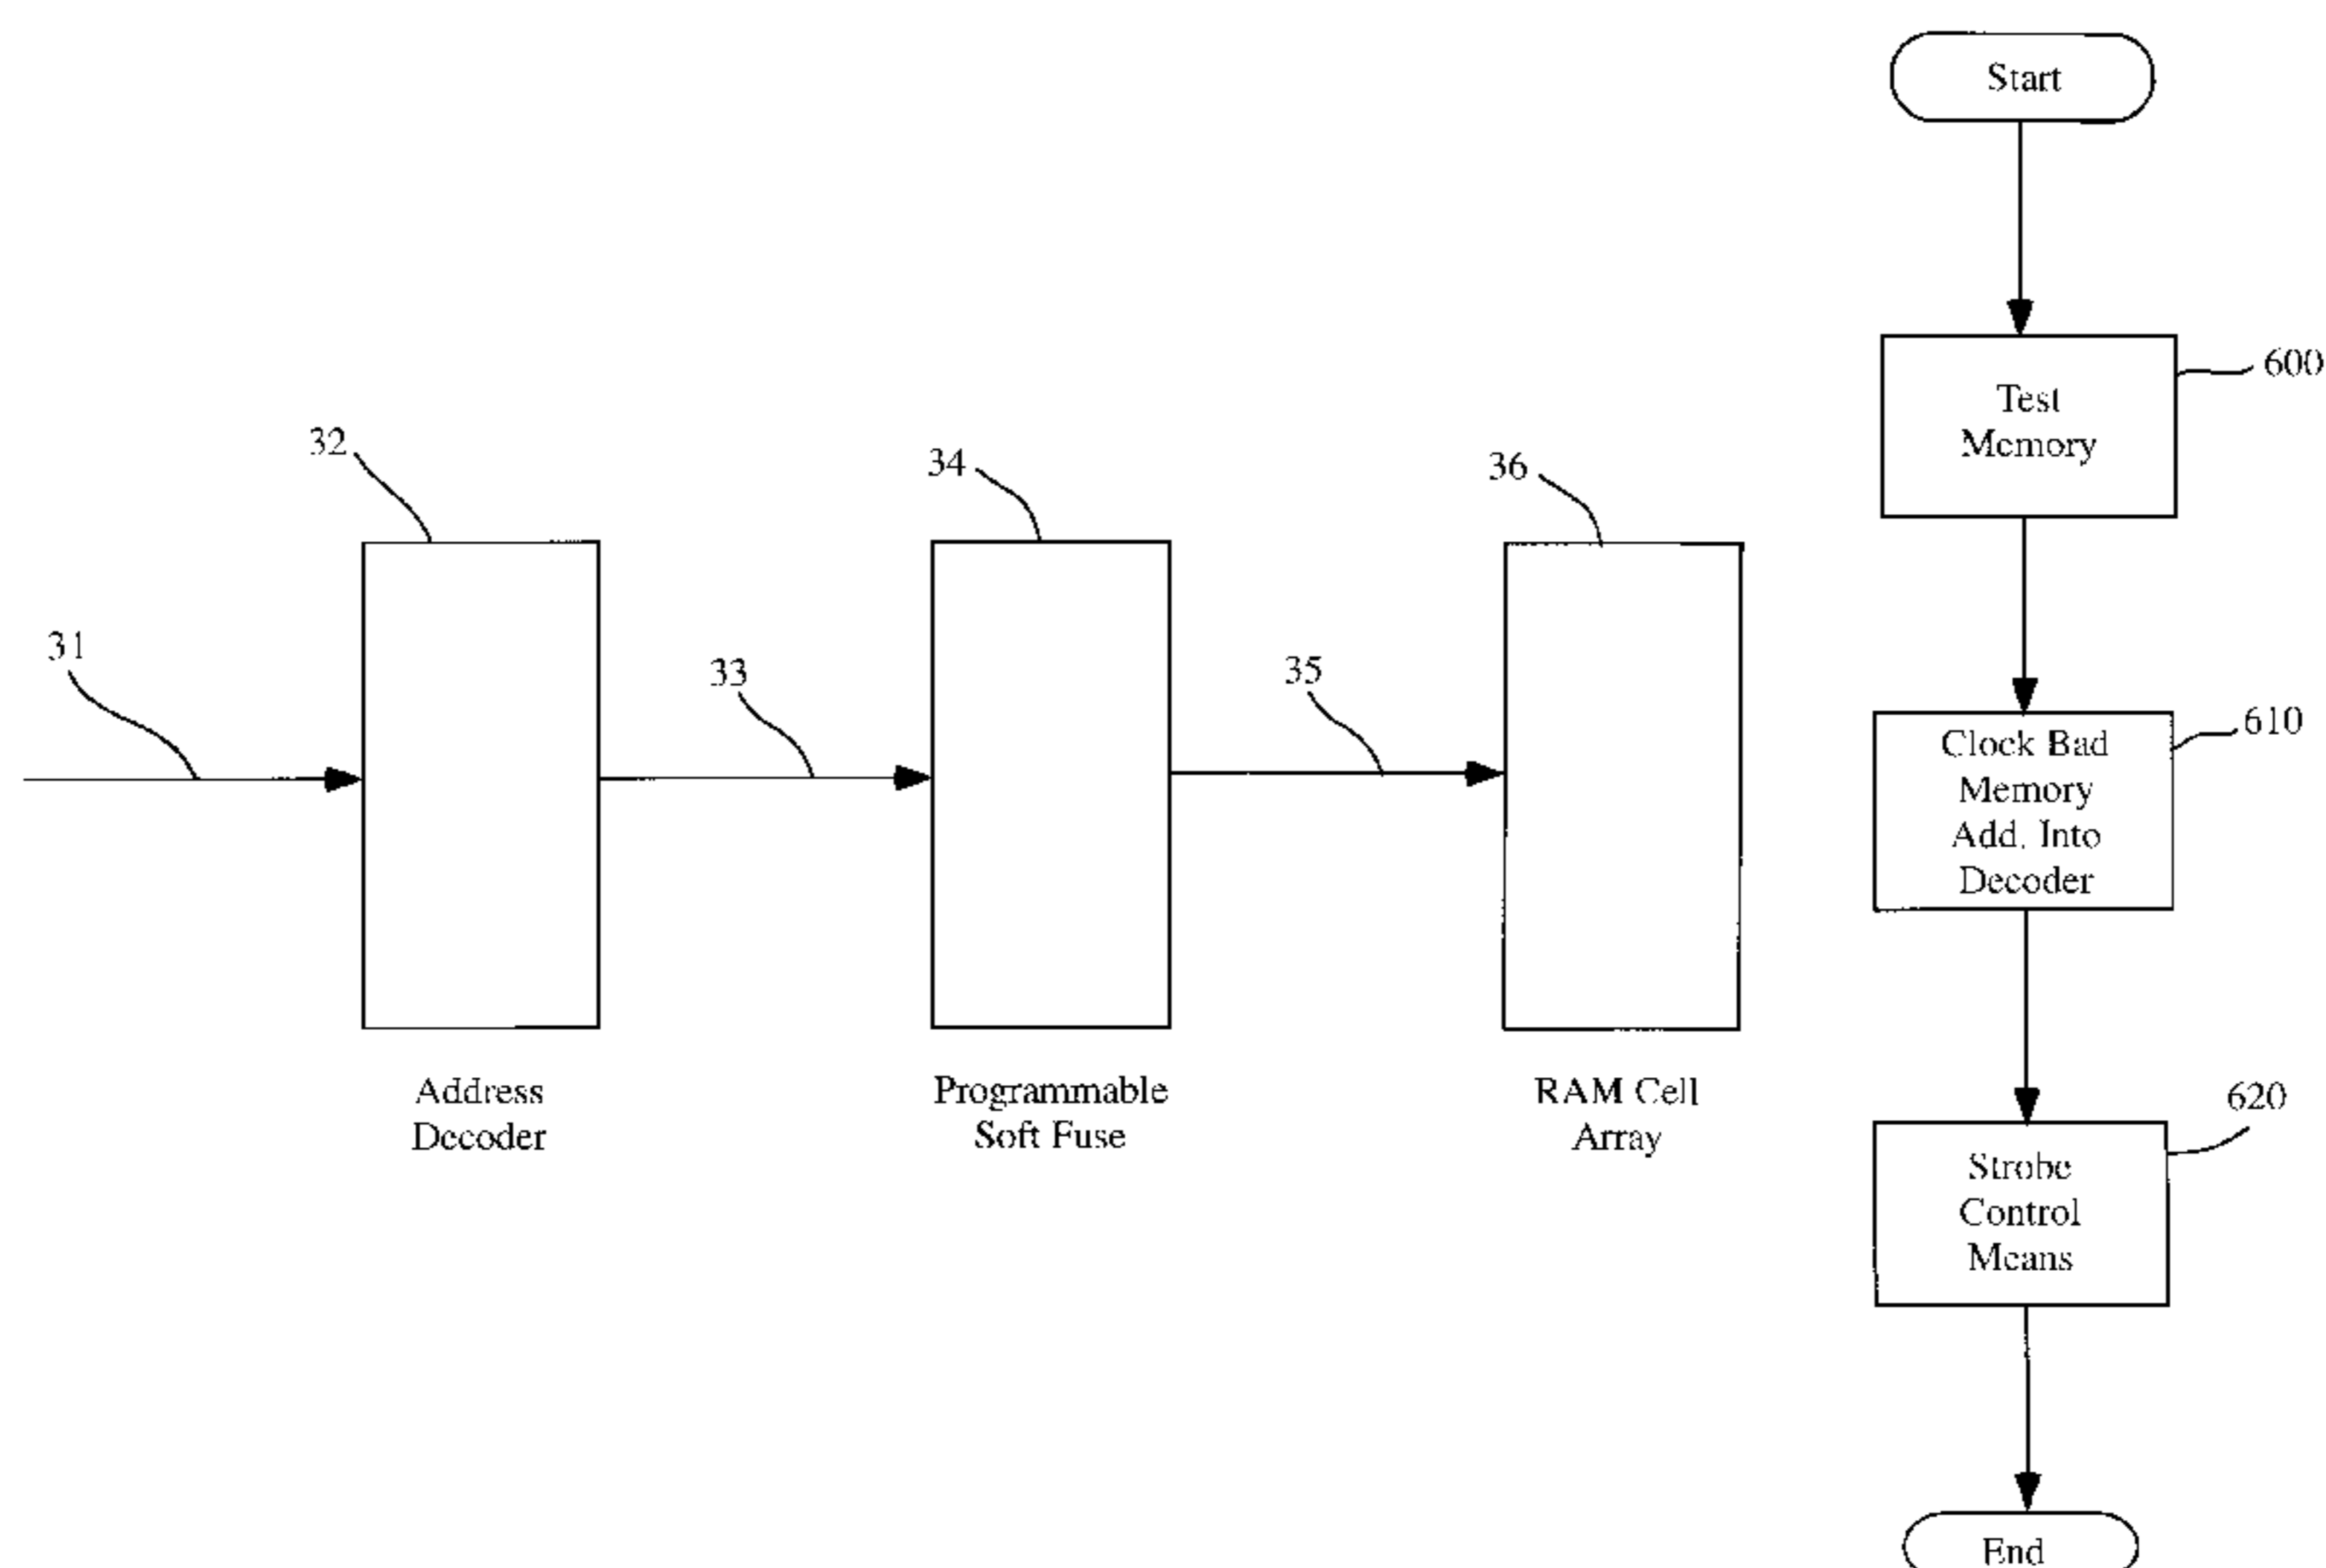 31
32
33
34
35
36
Address
Decoder
Programmable
Soft Fuse
RAM Cell
Array
Start
Test
Memory
600
Clock Bad
Memory
Add. Into
Decoder
610
Strobe
Control
Means
620
End